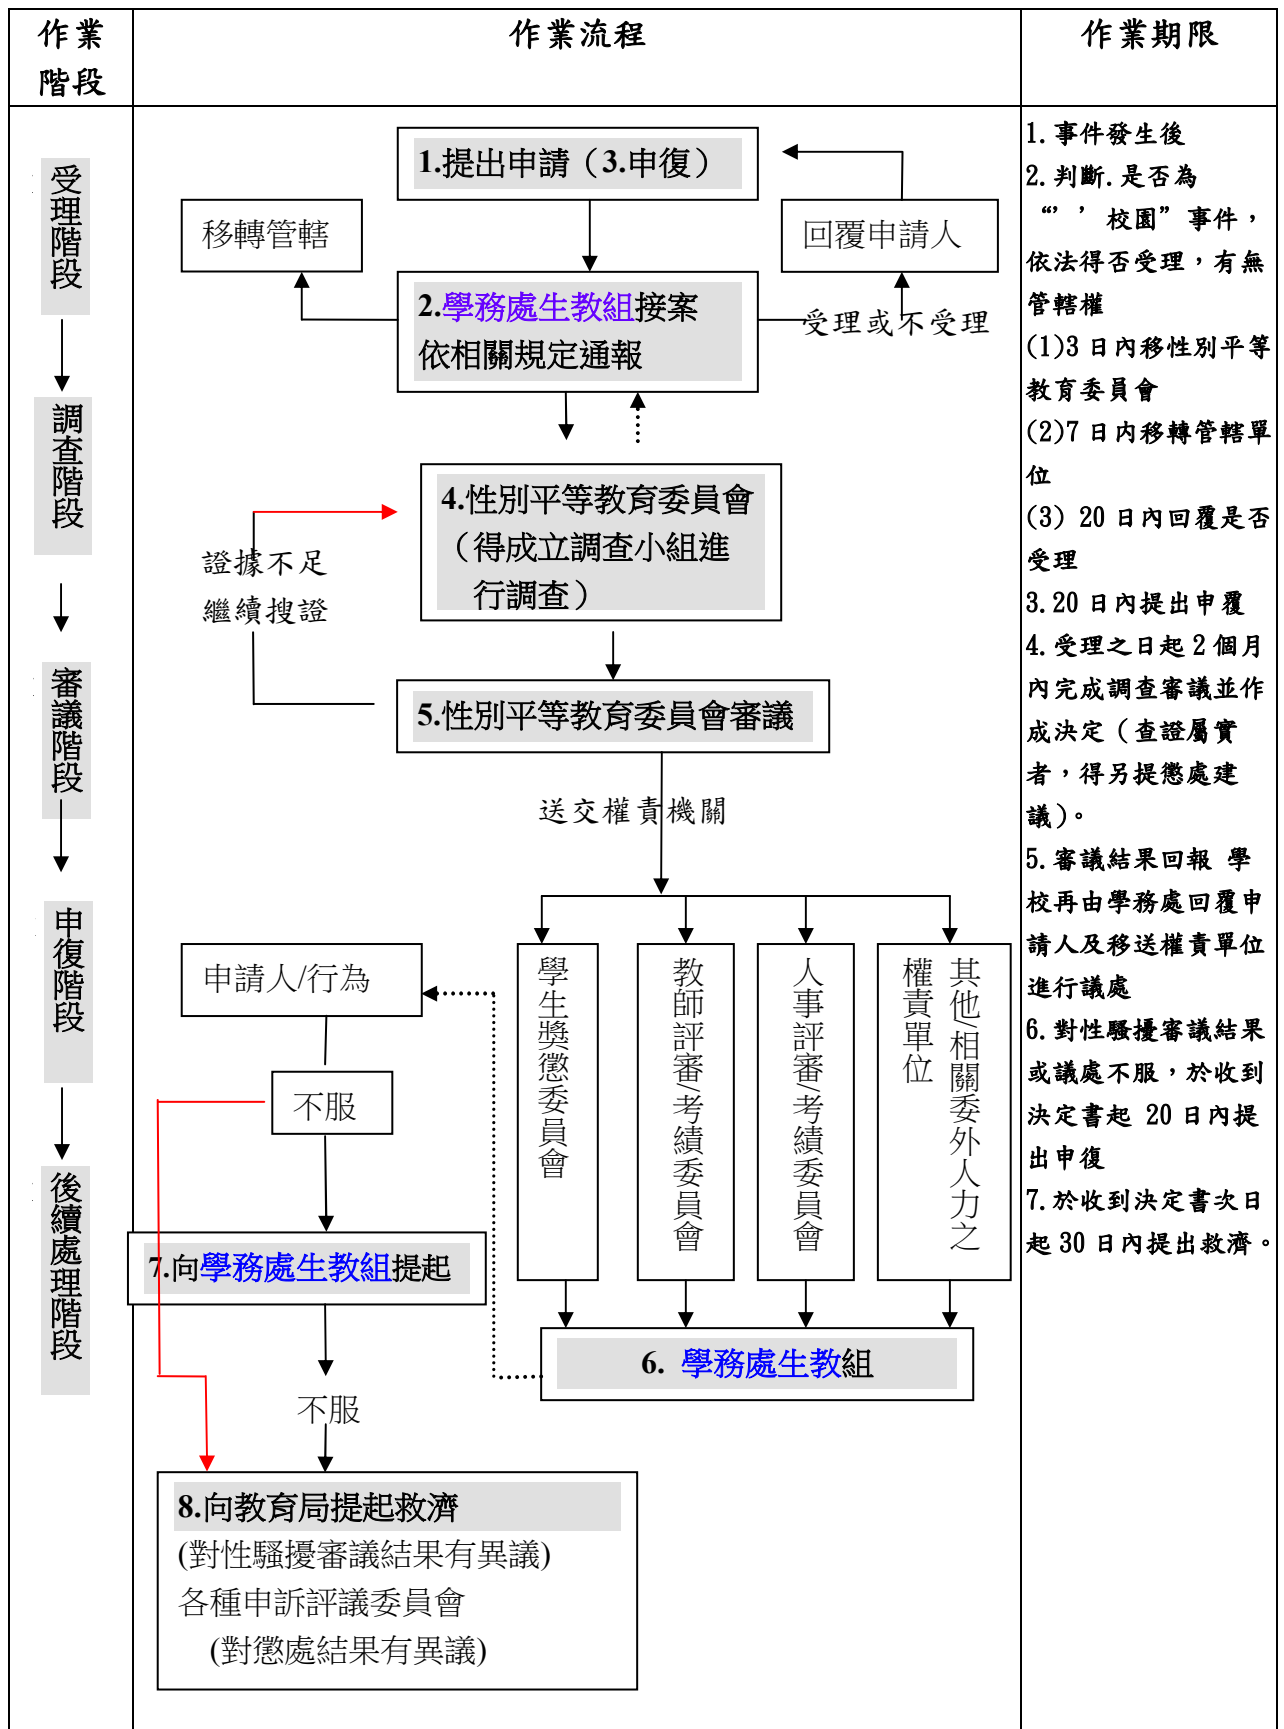 作業
階段
作業流程
作業期限
受理階段
調查階段
審議階段
申復階段
後續處理階段
1.提出申請（3.申復）
移轉管轄
回覆申請人
2.學務處生教組接案
依相關規定通報
受理或不受理
4.性別平等教育委員會
（得成立調查小組進
行調查）
證據不足
繼續搜證
5.性別平等教育委員會審議
送交權責機關
學生獎懲委員會
教師評審/考績委員會
人事評審/考績委員會
其他/相關委外人力之
權責單位
申請人/行為
不服
7.向學務處生教組提起
6. 學務處生教組
不服
8.向教育局提起救濟
(對性騷擾審議結果有異議)
各種申訴評議委員會
(對懲處結果有異議)
1.事件發生後
2.判斷.是否為
“’’校園”事件，
依法得否受理，有無
管轄權
(1)3 日內移性別平等
教育委員會
(2)7 日內移轉管轄單
位
(3) 20 日內回覆是否
受理
3.20 日內提出申覆
4.受理之日起 2 個月
內完成調查審議並作
成決定（查證屬實
者，得另提懲處建
議）。
5.審議結果回報 學
校再由學務處回覆申
請人及移送權責單位
進行議處
6.對性騷擾審議結果
或議處不服，於收到
決定書起 20 日內提
出申復
7.於收到決定書次日
起 30 日內提出救濟。